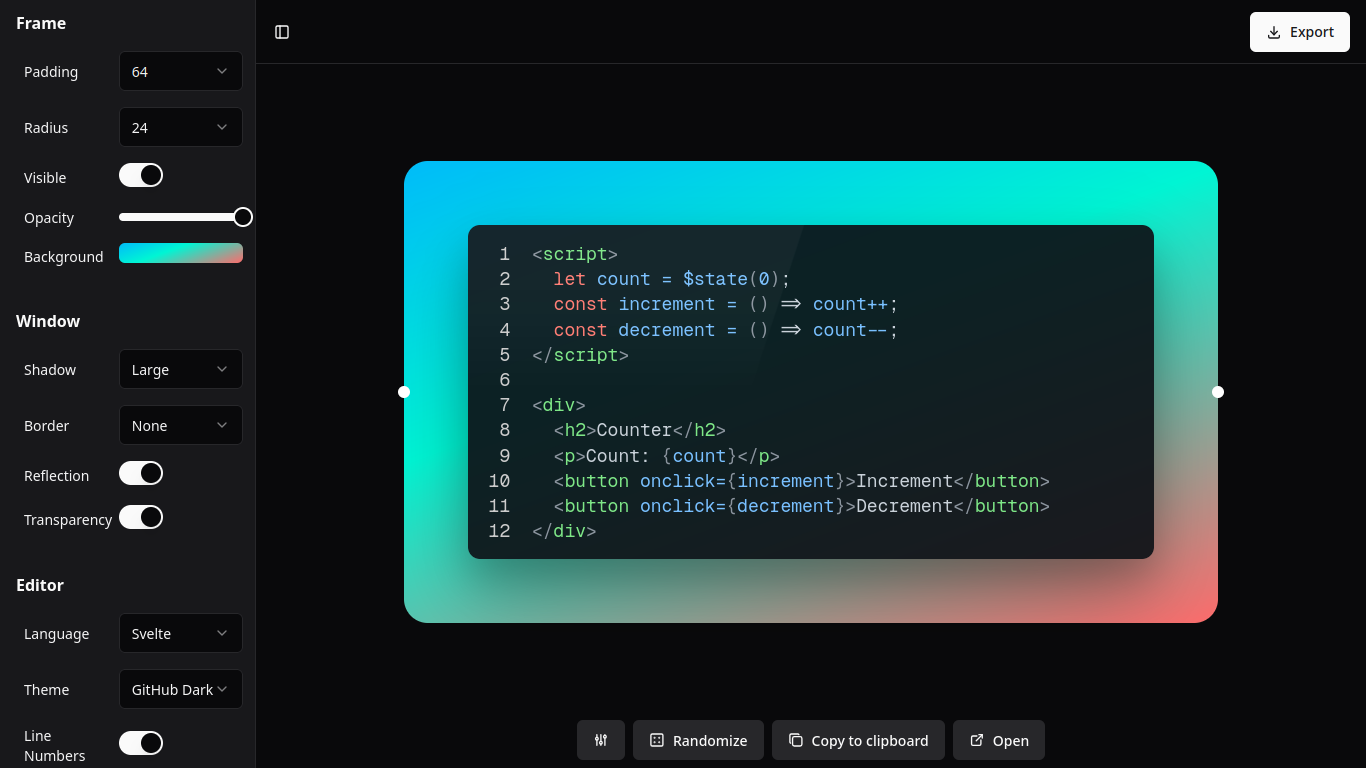 Frame
Padding 64
Radius 24
Visible
Opacity
Background
Window
Shadow Large
Border None
Reflection
Transparency
Editor
Language Svelte
Theme GitHub Dark
Line
Numbers
Export
1 <script>
2   let count = $state(0);
3   const increment = () => count++;
4   const decrement = () => count--;
5 </script>
6
7 <div>
8   <h2>Counter</h2>
9   <p>Count: {count}</p>
10   <button onclick={increment}>Increment</button>
11   <button onclick={decrement}>Decrement</button>
12 </div>
Randomize
Copy to clipboard
Open